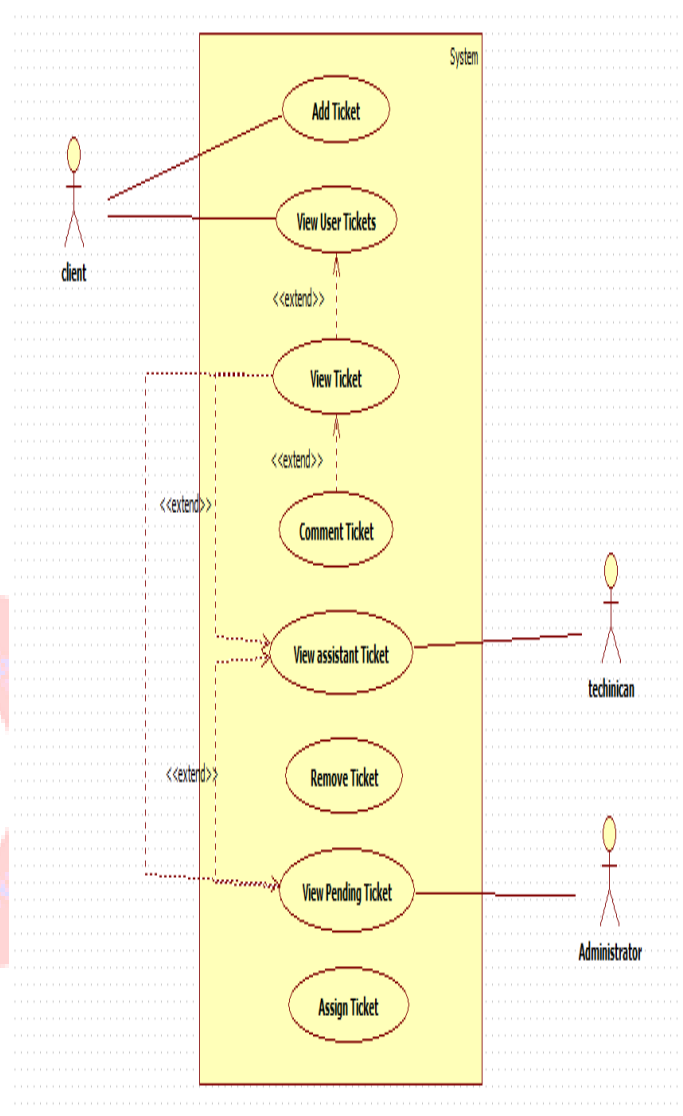 System
Add Ticket
View User Tickets
client
<<extend>>
View Ticket
<<extend>>
<<extend>>
Comment Ticket
View assistant Ticket
techinican
<<extend>>
Remove Ticket
View Pending Ticket
Administrator
Assign Ticket